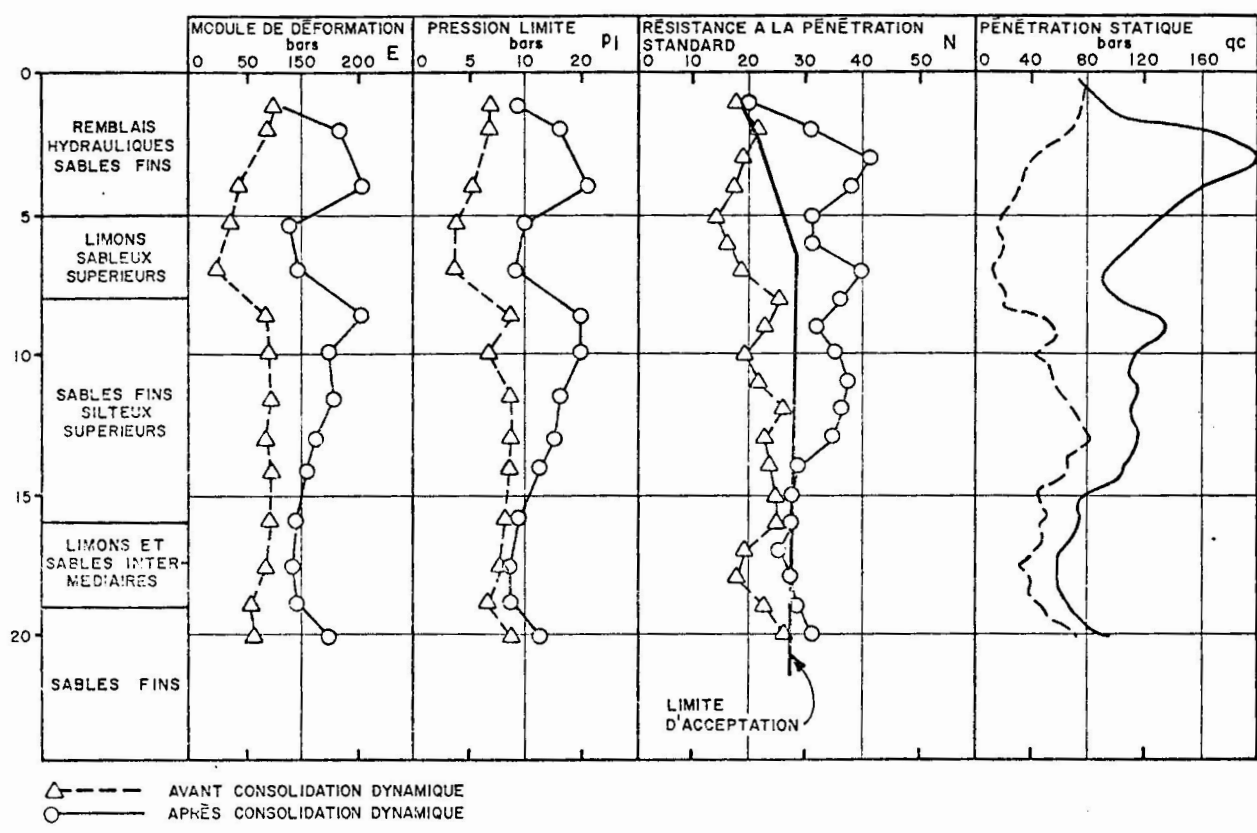 MODULE DE DÉFORMATION
bars E
0 50 100 200
PRESSION LIMITE
bars Pl
0 5 10 20
RÉSISTANCE A LA PÉNÉTRATION
STANDARD N
0 10 20 30 40 50
PÉNÉTRATION STATIQUE
bars qc
0 40 80 120 160
0
REMBLAIS
HYDRAULIQUES
SABLES FINS
5
LIMONS
SABLEUX
SUPERIEURS
10
SABLES FINS
SILTEUX
SUPERIEURS
15
LIMONS ET
SABLES INTER-
MEDIAIRES
20
SABLES FINS
LIMITE
D'ACCEPTATION
AVANT CONSOLIDATION DYNAMIQUE
APRÈS CONSOLIDATION DYNAMIQUE